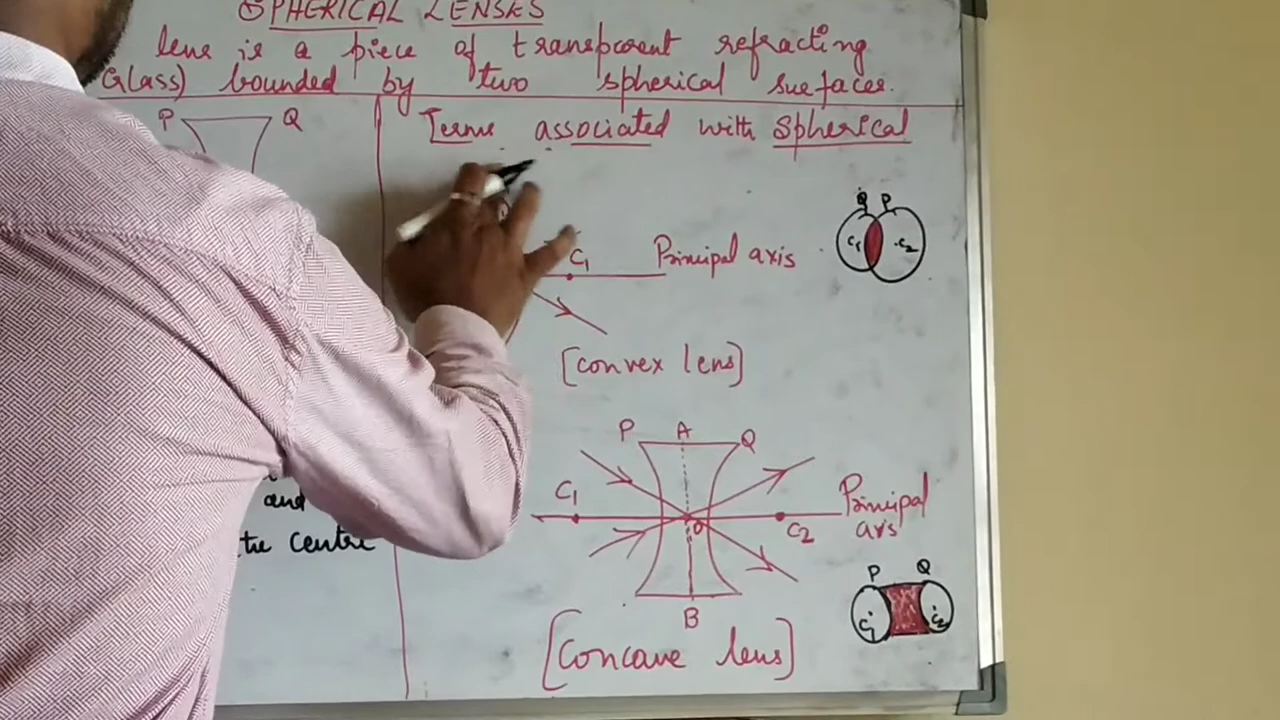 SPHERICAL LENSES
lens is a piece of transparent refracting
Glass) bounded by two spherical surfaces.
P Q
Terms associated with Spherical
Q P
C1 C2
C1 Principal axis
[Convex lens]
P A Q
C1 O C2 Principal axis
and
the centre
P Q
C1 C2
B
[Concave lens]